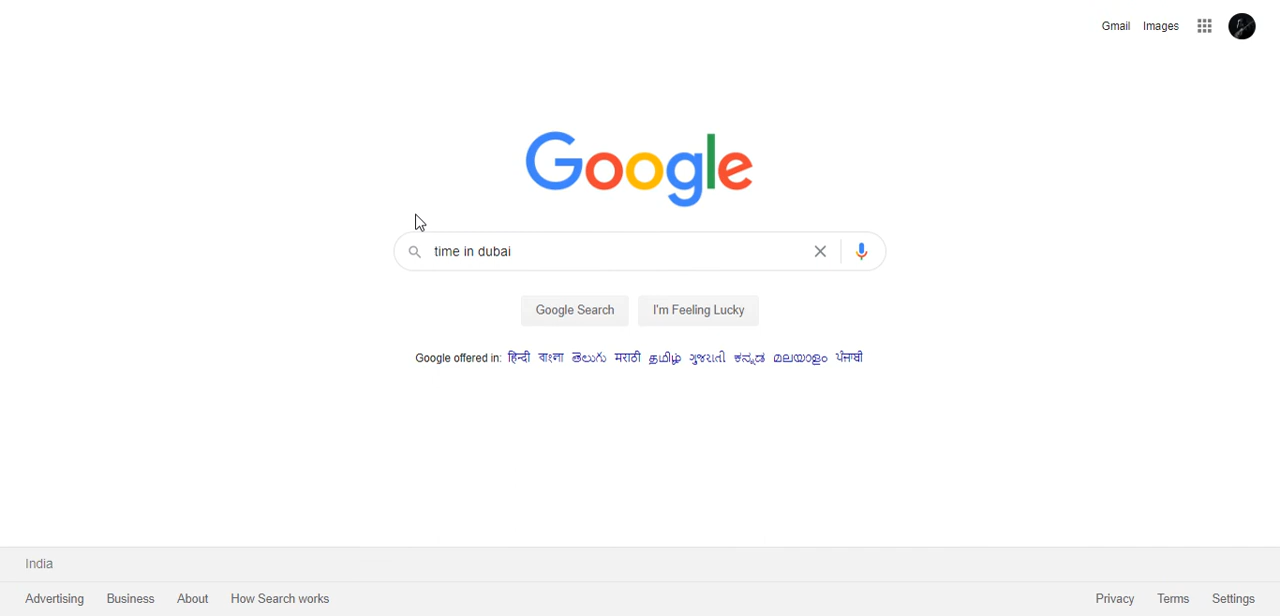 Gmail Images
Google
time in dubai
Google Search I'm Feeling Lucky
Google offered in: हिन्दी বাংলা తెలుగు मराठी தமிழ் ગુજરાતી ಕನ್ನಡ മലയാളം ਪੰਜਾਬੀ
India
Advertising Business About How Search works Privacy Terms Settings